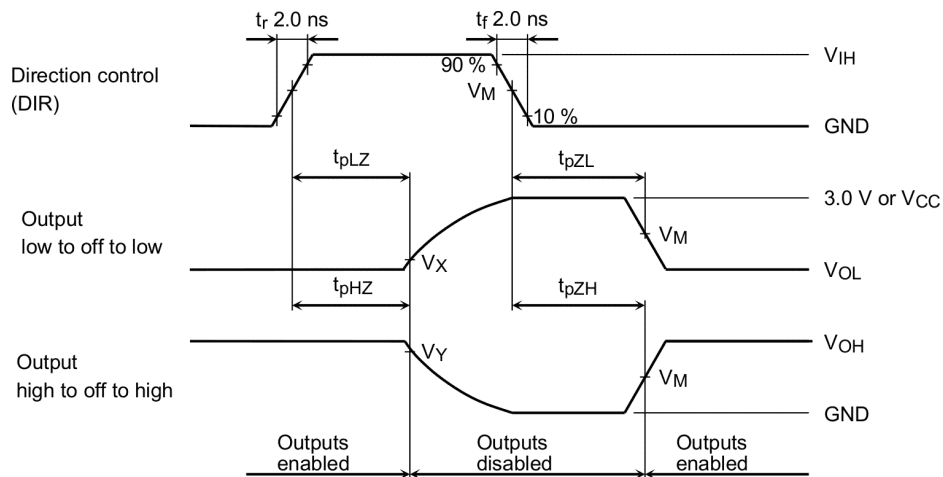 tr 2.0 ns
tf 2.0 ns
Direction control
(DIR)
90 %
VM
10 %
VIH
GND
tpLZ
tpZL
Output
low to off to low
VX
VM
3.0 V or VCC
VOL
tpHZ
tpZH
Output
high to off to high
VY
VM
VOH
GND
Outputs
enabled
Outputs
disabled
Outputs
enabled